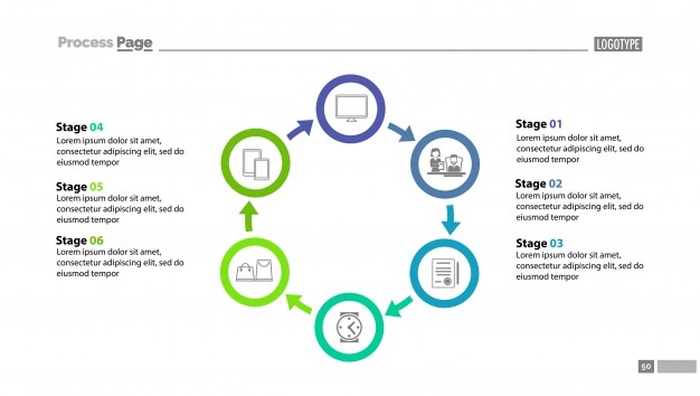 Process Page
LOGOTYPE
Stage 04
Lorem ipsum dolor sit amet,
consectetur adipiscing elit, sed do
eiusmod tempor
Stage 05
Lorem ipsum dolor sit amet,
consectetur adipiscing elit, sed do
eiusmod tempor
Stage 06
Lorem ipsum dolor sit amet,
consectetur adipiscing elit, sed do
eiusmod tempor
Stage 01
Lorem ipsum dolor sit amet,
consectetur adipiscing elit, sed do
eiusmod tempor
Stage 02
Lorem ipsum dolor sit amet,
consectetur adipiscing elit, sed do
eiusmod tempor
Stage 03
Lorem ipsum dolor sit amet,
consectetur adipiscing elit, sed do
eiusmod tempor
50